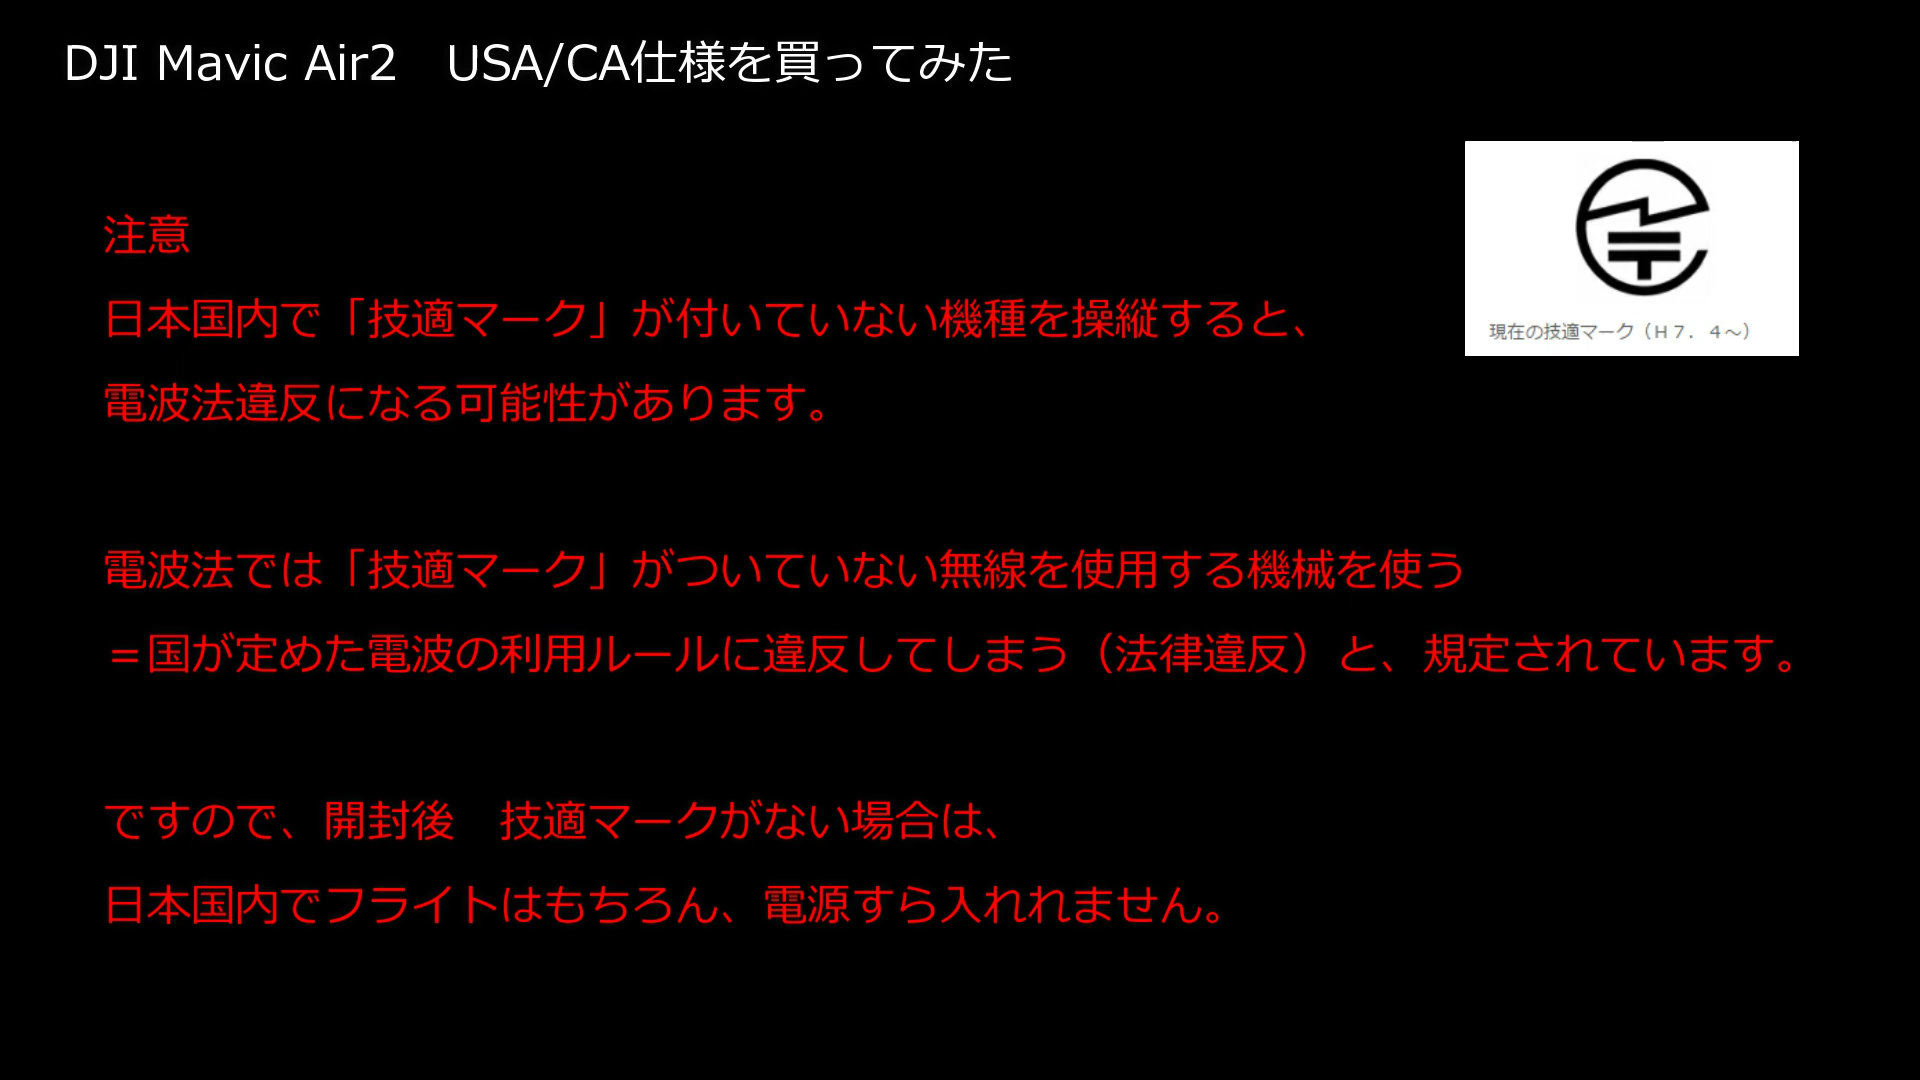 DJI Mavic Air2　USA/CA仕様を買ってみた
現在の技適マーク（Ｈ７．４～）
注意
日本国内で「技適マーク」が付いていない機種を操縦すると、
電波法違反になる可能性があります。
電波法では「技適マーク」がついていない無線を使用する機械を使う
＝国が定めた電波の利用ルールに違反してしまう（法律違反）と、規定されています。
ですので、開封後　技適マークがない場合は、
日本国内でフライトはもちろん、電源すら入れれません。